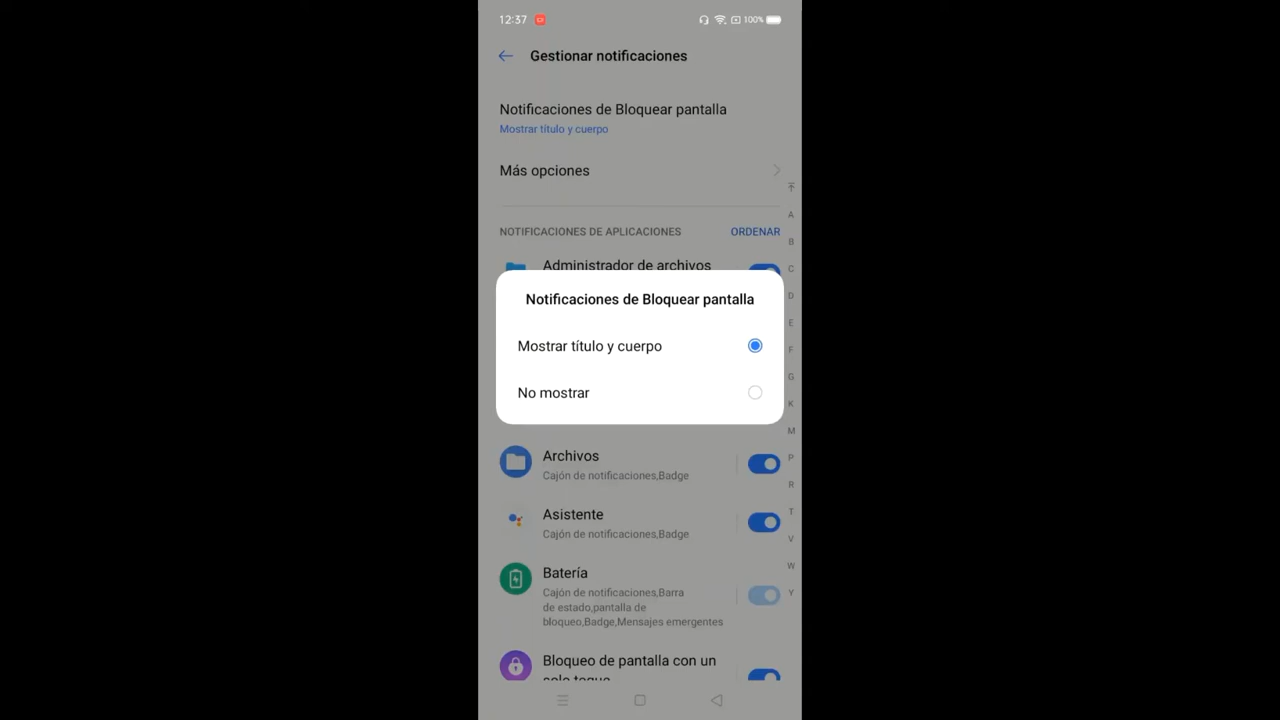 12:37
100%
Gestionar notificaciones
Notificaciones de Bloquear pantalla
Mostrar título y cuerpo
Más opciones
NOTIFICACIONES DE APLICACIONES ORDENAR
Administrador de archivos
Notificaciones de Bloquear pantalla
Mostrar título y cuerpo
No mostrar
Archivos
Cajón de notificaciones,Badge
Asistente
Cajón de notificaciones,Badge
Batería
Cajón de notificaciones,Barra
de estado,pantalla de
bloqueo,Badge,Mensajes emergentes
Bloqueo de pantalla con un
solo toque
A
B
C
D
E
F
G
K
M
P
R
T
V
W
Y